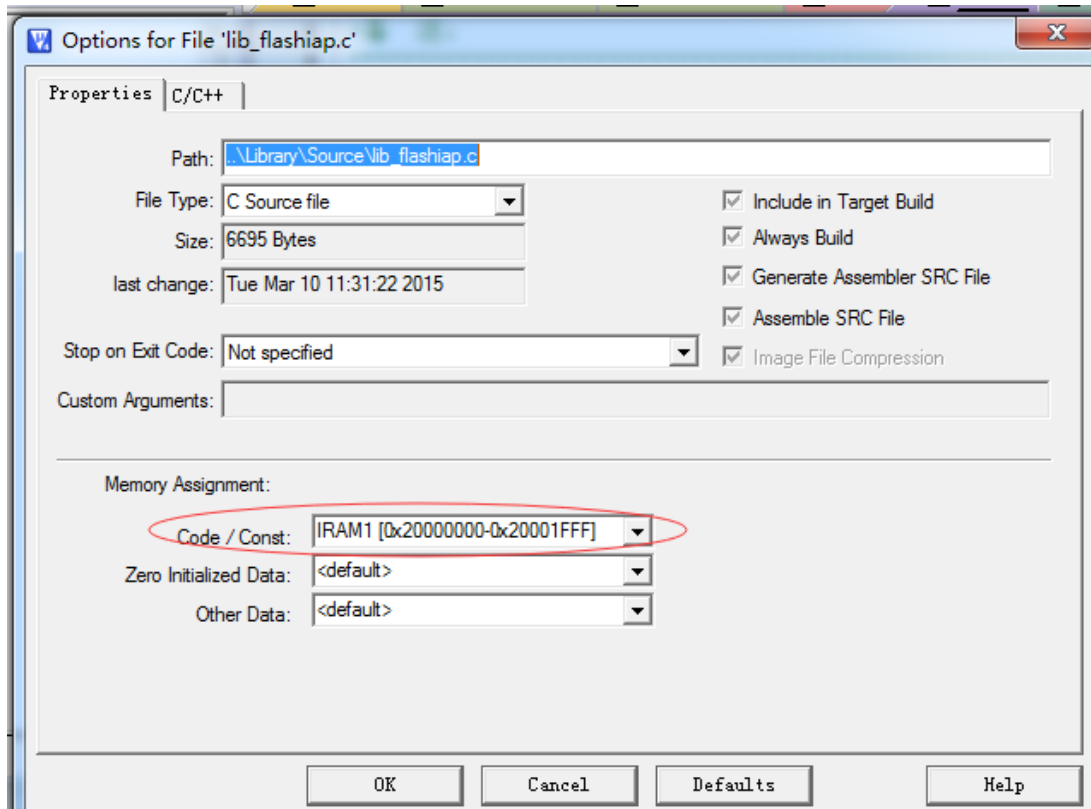 Options for File 'lib_flashiap.c'
Properties C/C++
Path: ..\Library\Source\lib_flashiap.c
File Type: C Source file
Include in Target Build
Size: 6695 Bytes
Always Build
last change: Tue Mar 10 11:31:22 2015
Generate Assembler SRC File
Assemble SRC File
Stop on Exit Code: Not specified
Image File Compression
Custom Arguments:
Memory Assignment:
Code / Const: IRAM1 [0x20000000-0x20001FFF]
Zero Initialized Data: <default>
Other Data: <default>
OK Cancel Defaults Help